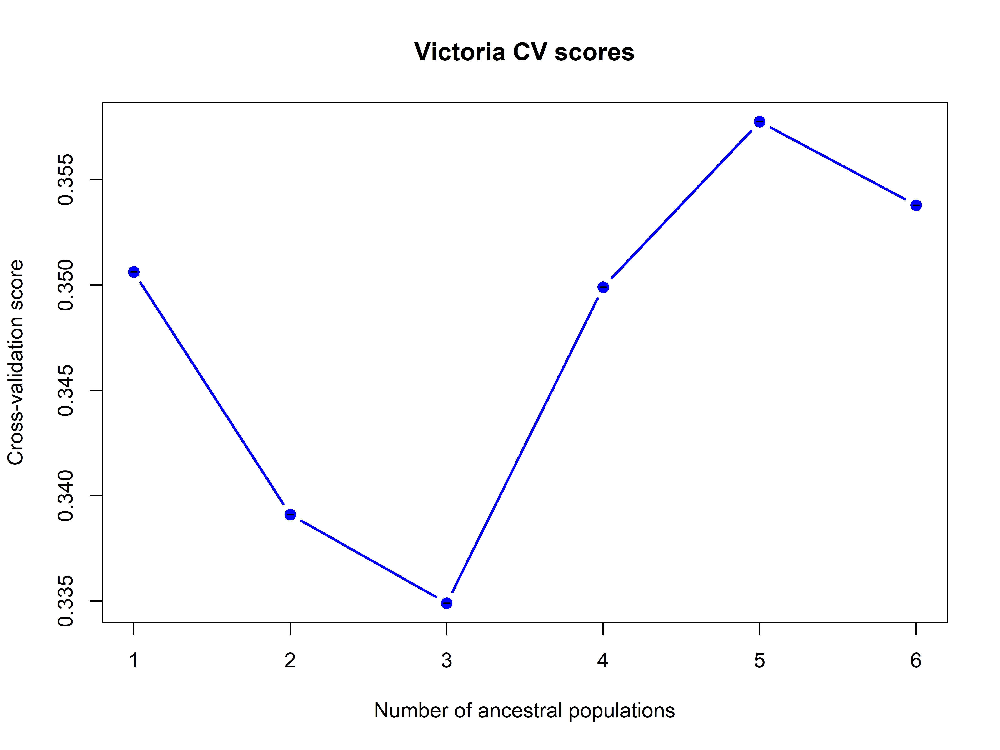 Victoria CV scores
Cross-validation score
0.355
0.350
0.345
0.340
0.335
1 2 3 4 5 6
Number of ancestral populations